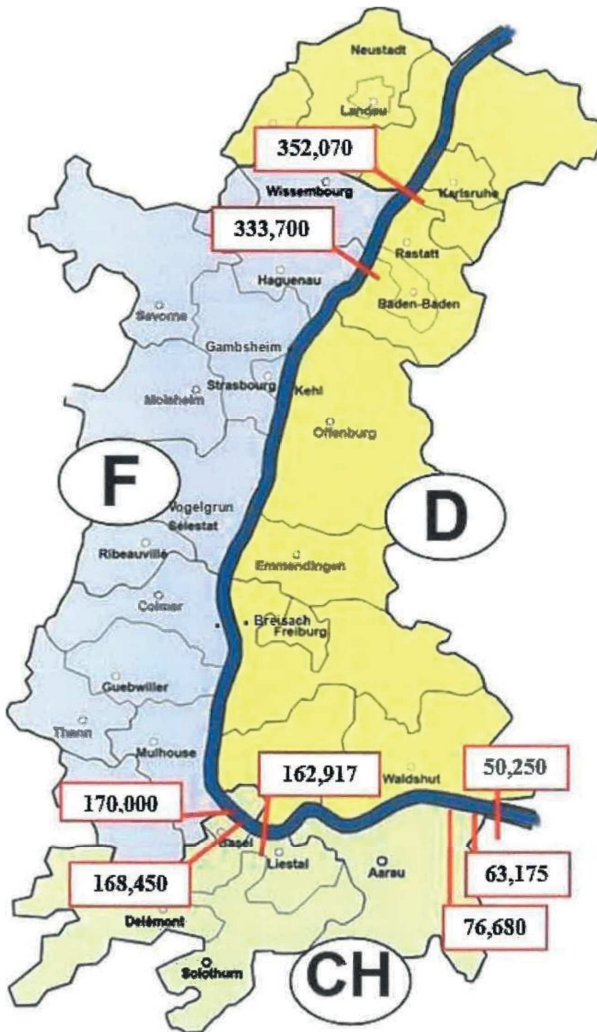 Neustadt
Landau
352,070
Wissembourg
Karlsruhe
333,700
Rastatt
Haguenau
Baden-Baden
Saverne
Gambsheim
Strasbourg
Kehl
Molsheim
Offenburg
F
D
Vogelgrun
Sélestat
Ribeauvillé
Emmendingen
Colmar
Breisach
Freiburg
Guebwiller
Thann
Mulhouse
162,917
Waldshut
50,250
170.000
Basel
Liestal
Aarau
63,175
168,450
76,680
Delémont
Solothurn
CH